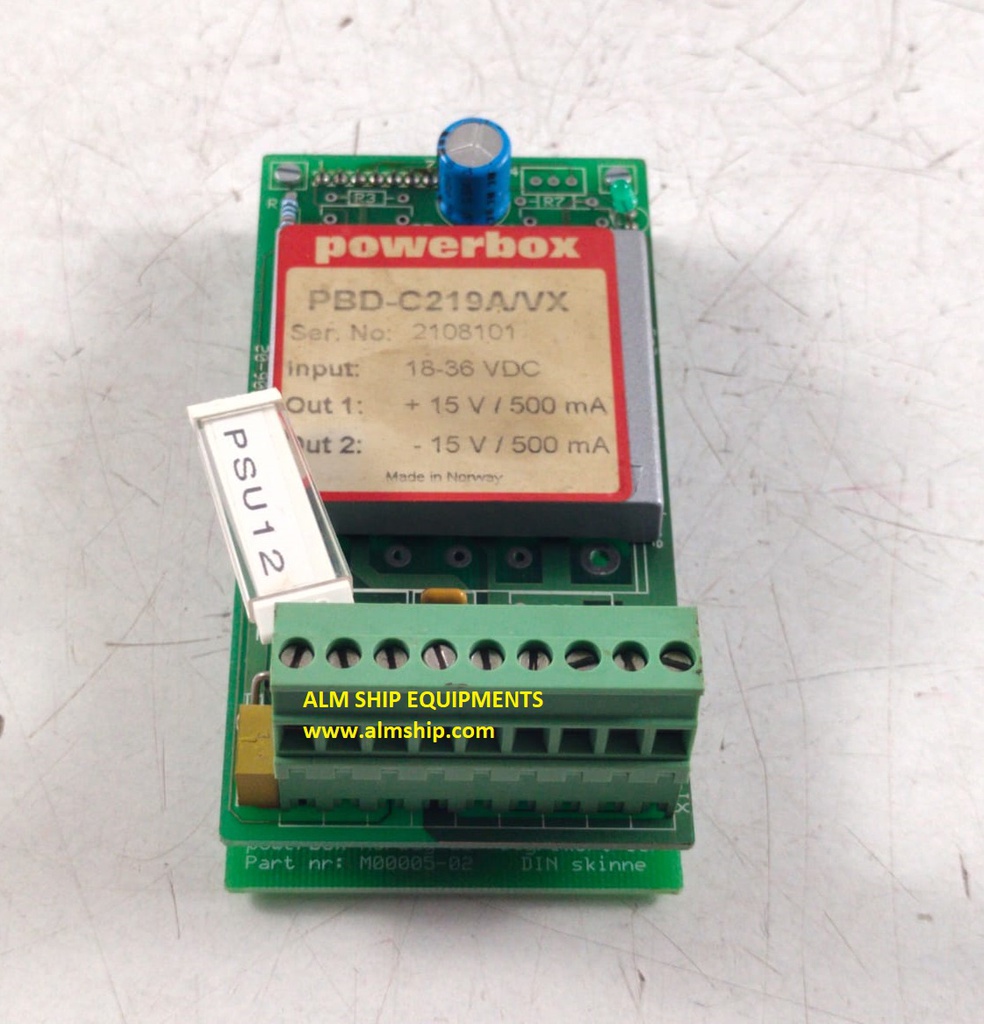 R3
R7
powerbox
PBD-C219A/VX
Ser. No: 2108101
Input: 18-36 VDC
Out 1: + 15 V / 500 mA
Out 2: - 15 V / 500 mA
Made in Norway
PSU12
ALM SHIP EQUIPMENTS
www.almship.com
powerbox
Part nr: M00005-02 DIN skinne